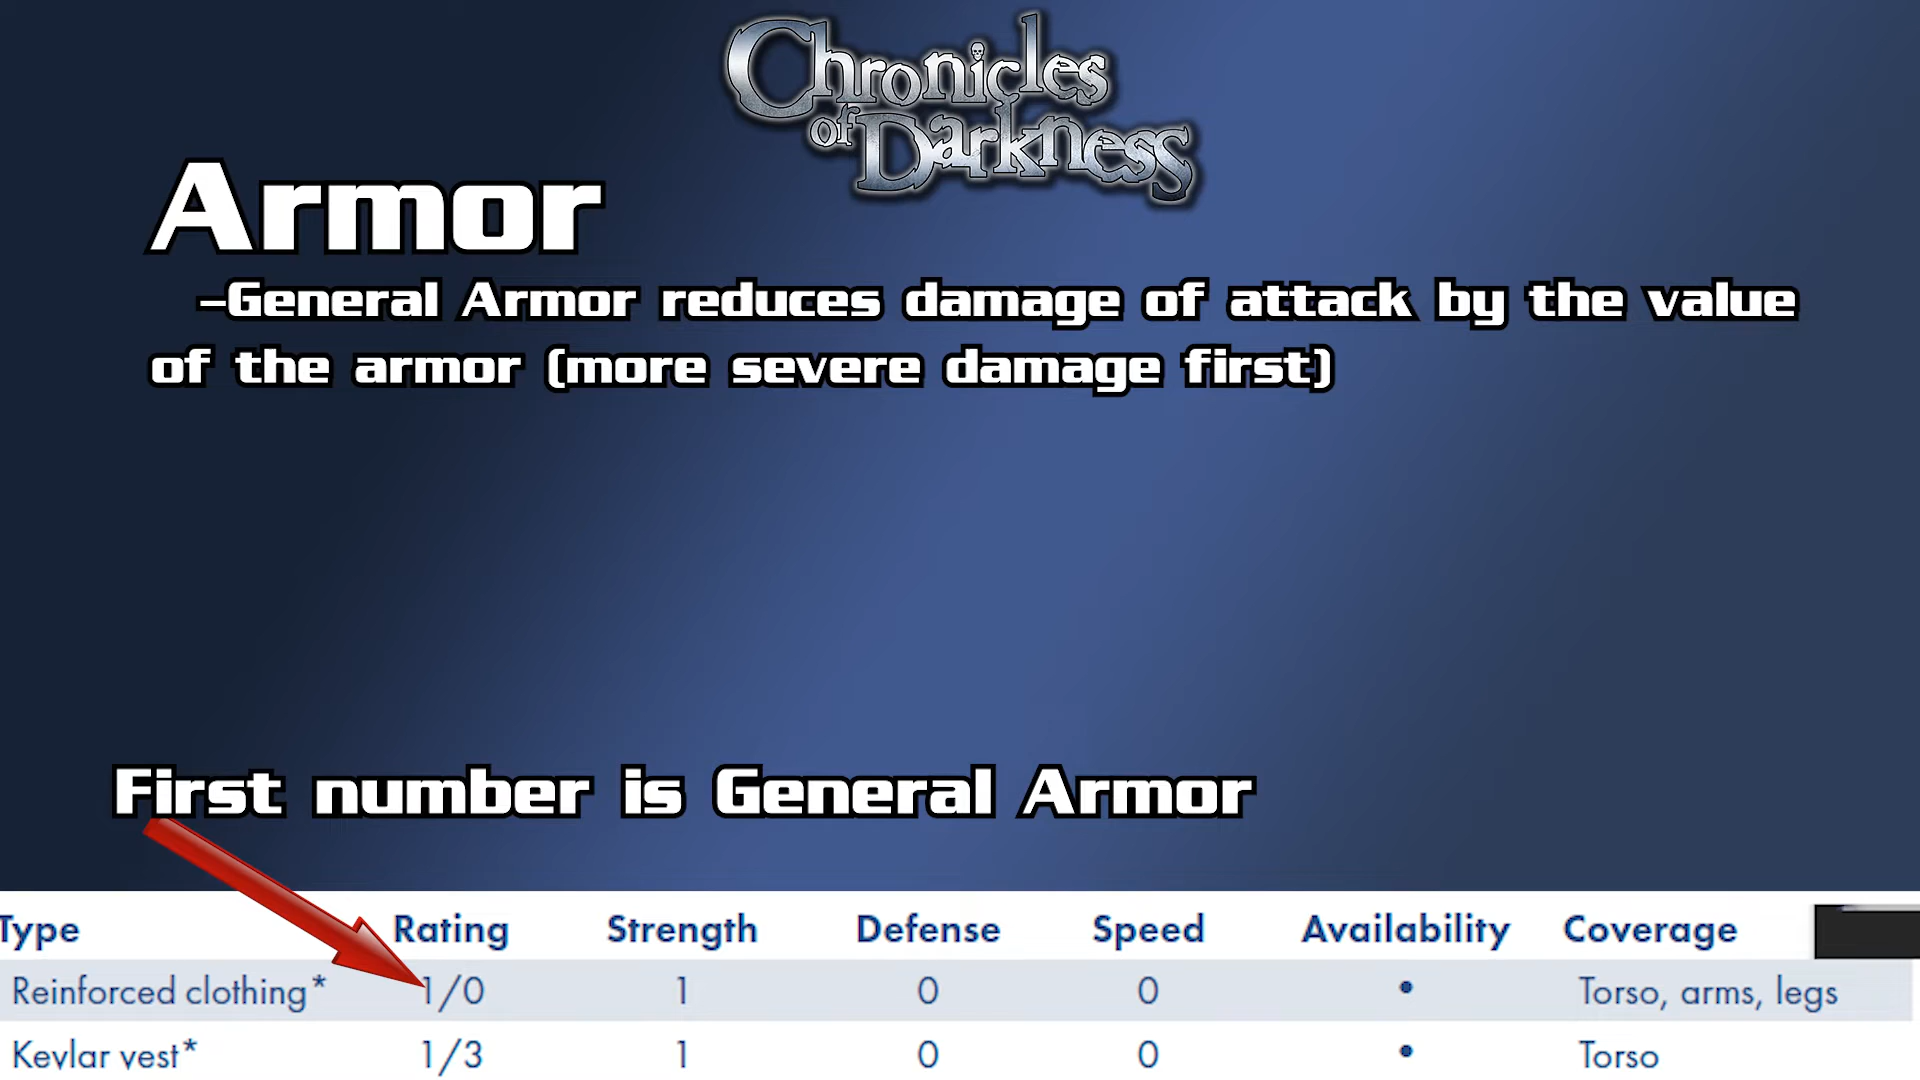 Chronicles
of Darkness
Armor
–General Armor reduces damage of attack by the value
of the armor (more severe damage first)
First number is General Armor
Type Rating Strength Defense Speed Availability Coverage
Reinforced clothing* 1/0 1 0 0 • Torso, arms, legs
Kevlar vest* 1/3 1 0 0 • Torso